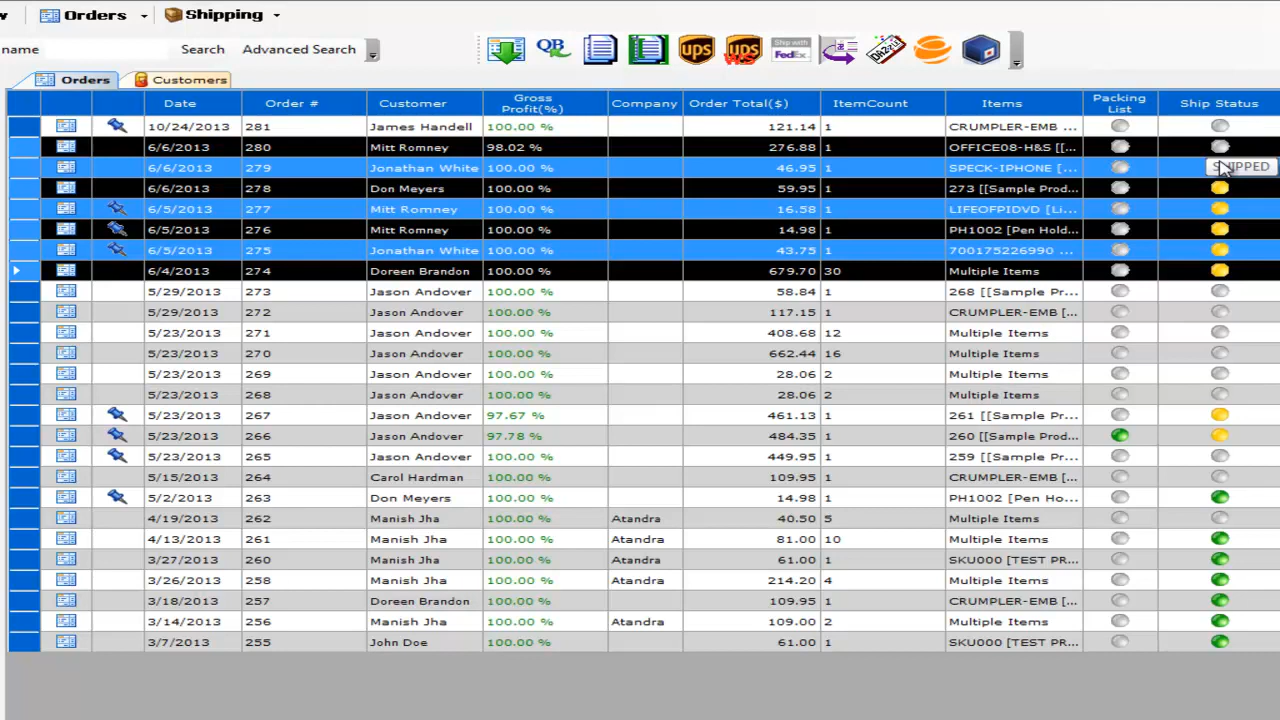 w Orders Shipping
name Search Advanced Search QB ups ups WS Ship with FedEx DAZZLE
Orders Customers
Date Order # Customer Gross Profit(%) Company Order Total($) ItemCount Items Packing List Ship Status
10/24/2013 281 James Handell 100.00 % 121.14 1 CRUMPLER-EMB ...
6/6/2013 280 Mitt Romney 98.02 % 276.88 1 OFFICE08-H&S [[...
6/6/2013 279 Jonathan White 100.00 % 46.95 1 SPECK-IPHONE [... SHIPPED
6/6/2013 278 Don Meyers 100.00 % 59.95 1 273 [[Sample Prod...
6/5/2013 277 Mitt Romney 100.00 % 16.58 1 LIFEOFPIDVD [Li...
6/5/2013 276 Mitt Romney 100.00 % 14.98 1 PH1002 [Pen Hold...
6/5/2013 275 Jonathan White 100.00 % 43.75 1 700175226990 ...
6/4/2013 274 Doreen Brandon 100.00 % 679.70 30 Multiple Items
5/29/2013 273 Jason Andover 100.00 % 58.84 1 268 [[Sample Pr...
5/29/2013 272 Jason Andover 100.00 % 117.15 1 CRUMPLER-EMB [...
5/23/2013 271 Jason Andover 100.00 % 408.68 12 Multiple Items
5/23/2013 270 Jason Andover 100.00 % 662.44 16 Multiple Items
5/23/2013 269 Jason Andover 100.00 % 28.06 2 Multiple Items
5/23/2013 268 Jason Andover 100.00 % 28.06 2 Multiple Items
5/23/2013 267 Jason Andover 97.67 % 461.13 1 261 [[Sample Pr...
5/23/2013 266 Jason Andover 97.78 % 484.35 1 260 [[Sample Prod...
5/23/2013 265 Jason Andover 100.00 % 449.95 1 259 [[Sample Pr...
5/15/2013 264 Carol Hardman 100.00 % 109.95 1 CRUMPLER-EMB [...
5/2/2013 263 Don Meyers 100.00 % 14.98 1 PH1002 [Pen Ho...
4/19/2013 262 Manish Jha 100.00 % Atandra 40.50 5 Multiple Items
4/13/2013 261 Manish Jha 100.00 % Atandra 81.00 10 Multiple Items
3/27/2013 260 Manish Jha 100.00 % Atandra 61.00 1 SKU000 [TEST PR...
3/26/2013 258 Manish Jha 100.00 % Atandra 214.20 4 Multiple Items
3/18/2013 257 Doreen Brandon 100.00 % 109.95 1 CRUMPLER-EMB [...
3/14/2013 256 Manish Jha 100.00 % Atandra 109.00 2 Multiple Items
3/7/2013 255 John Doe 100.00 % 61.00 1 SKU000 [TEST PR...